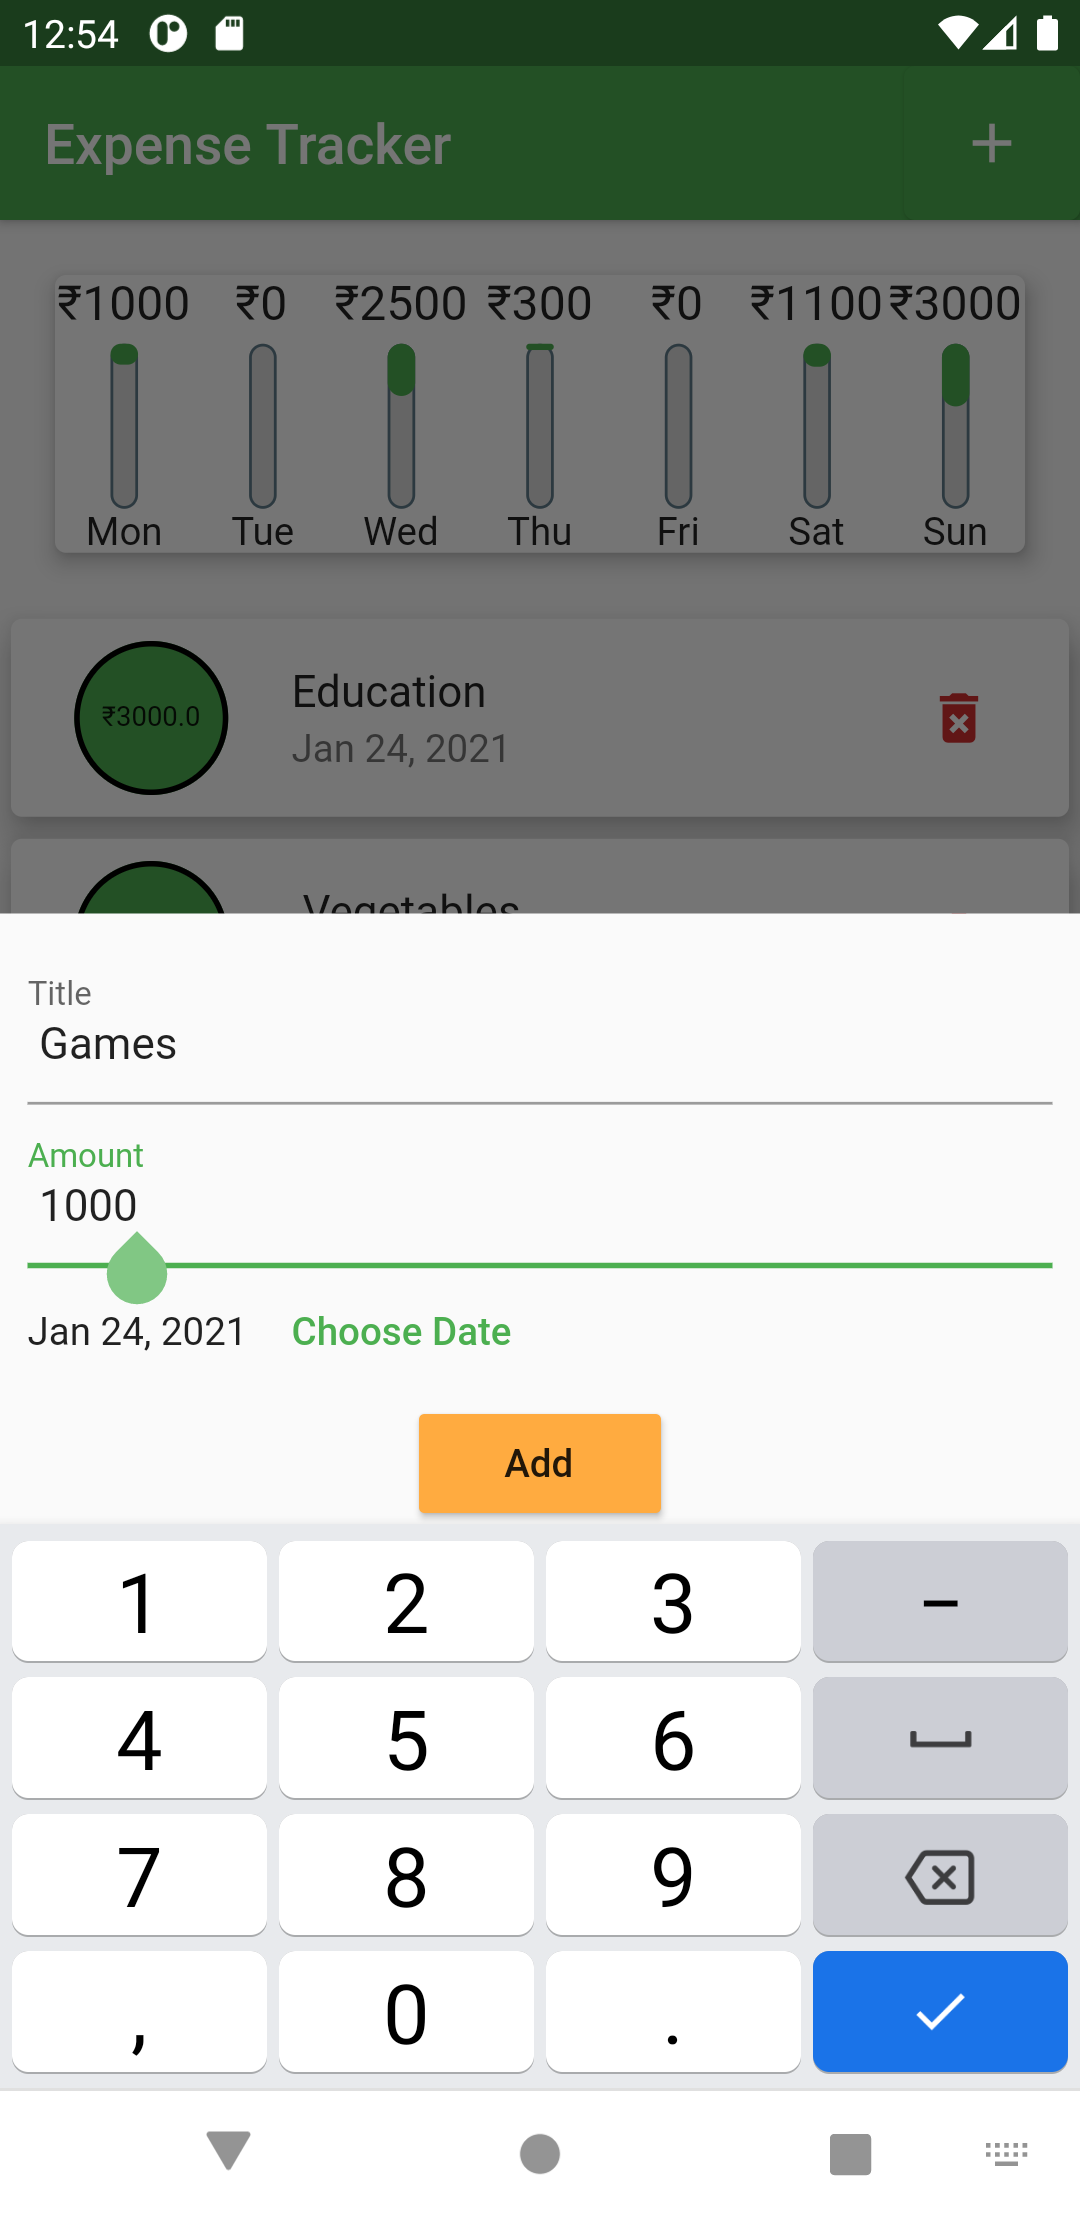 12:54
Expense Tracker
₹1000 ₹0 ₹2500 ₹300 ₹0 ₹1100 ₹3000
Mon Tue Wed Thu Fri Sat Sun
Education
₹3000.0
Jan 24, 2021
Vegetables
Title
Games
Amount
1000
Jan 24, 2021 Choose Date
Add
1 2 3 –
4 5 6
7 8 9
, 0 .